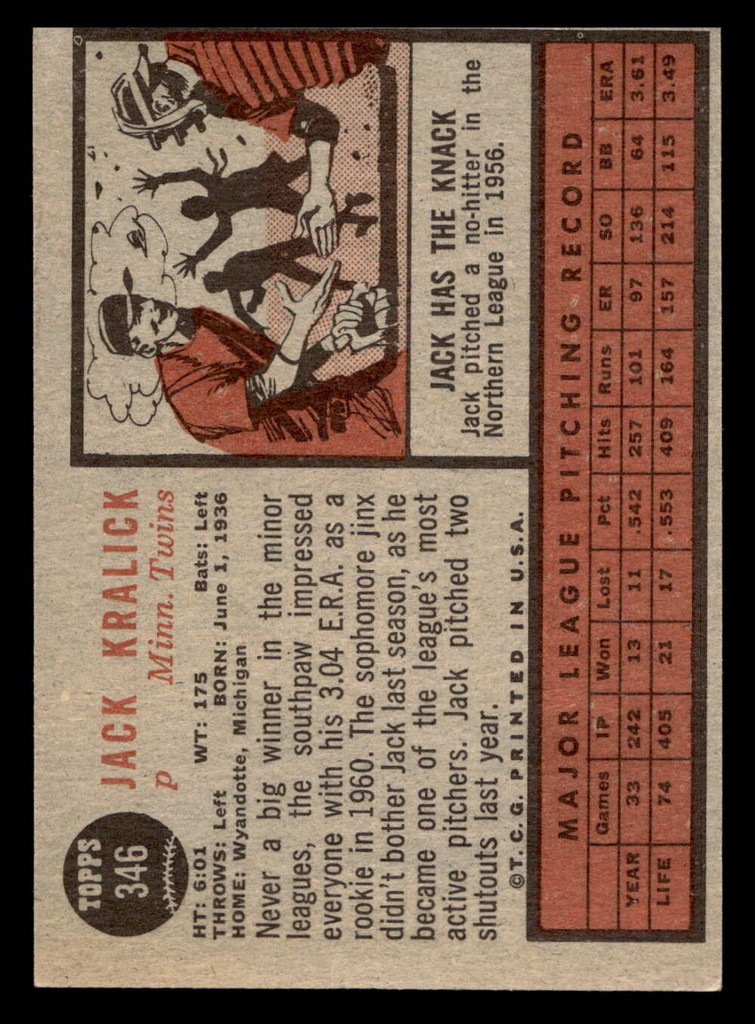 TOPPS
346
JACK KRALICK
p Minn. Twins
HT: 6:01 WT: 175 Bats: Left
THROWS: Left BORN: June 1, 1936
HOME: Wyandotte, Michigan
Never a big winner in the minor
leagues, the southpaw impressed
everyone with his 3.04 E.R.A. as a
rookie in 1960. The sophomore jinx
didn't bother Jack last season, as he
became one of the league's most
active pitchers. Jack pitched two
shutouts last year.
©T.C.G. PRINTED IN U.S.A.
JACK HAS THE KNACK
Jack pitched a no-hitter in the
Northern League in 1956.
MAJOR LEAGUE PITCHING RECORD
Games IP Won Lost Pct Hits Runs ER SO BB ERA
YEAR 33 242 13 11 .542 257 101 97 136 64 3.61
LIFE 74 405 21 17 .553 409 164 157 214 115 3.49